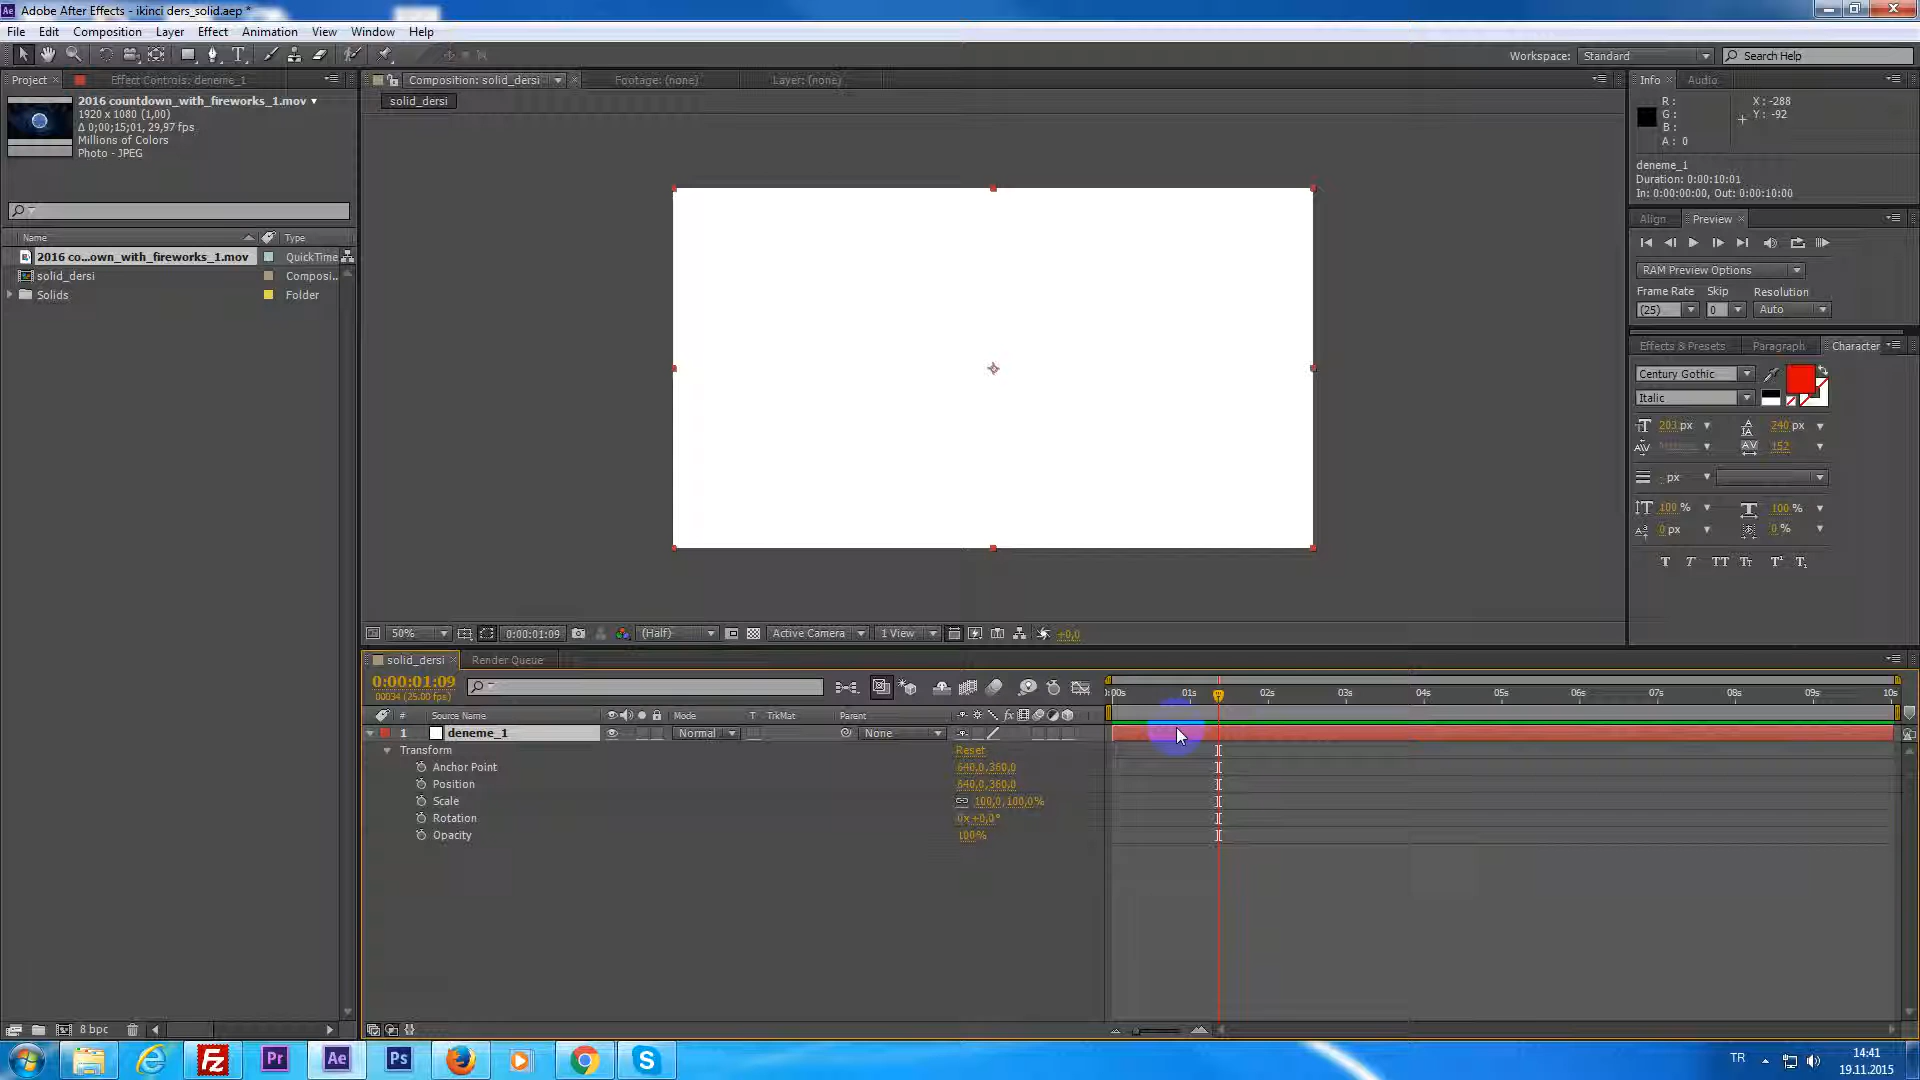 Adobe After Effects - ikinci ders_solid.aep *
File Edit Composition Layer Effect Animation View Window Help
Workspace: Standard Search Help
Project Effect Controls: deneme_1
2016 countdown_with_fireworks_1.mov
1920 x 1080 (1,00)
Δ 0;00;15;01, 29,97 fps
Millions of Colors
Photo - JPEG
Name Type
2016 co...own_with_fireworks_1.mov QuickTime
solid_dersi Composi...
Solids Folder
8 bpc
Composition: solid_dersi Footage: (none) Layer: (none)
solid_dersi
50% 0:00:01:09 (Half) Active Camera 1 View +0,0
Info Audio
R: X: -288
G: Y: -92
B:
A: 0
deneme_1
Duration: 0:00:10:01
In: 0:00:00:00, Out: 0:00:10:00
Align Preview
RAM Preview Options
Frame Rate Skip Resolution
(25) 0 Auto
Effects & Presets Paragraph Character
Century Gothic
Italic
203 px 240 px
152
- px
100 % 100 %
0 px 0 %
T T TT Tt T¹ T₁
solid_dersi Render Queue
0:00:01:09
00034 (25.00 fps)
:00s 01s 02s 03s 04s 05s 06s 07s 08s 09s 10s
# Source Name Mode T TrkMat Parent
1 deneme_1 Normal None
Transform Reset
Anchor Point 640,0,360,0
Position 640,0,360,0
Scale 100,0,100,0%
Rotation 0x+0,0°
Opacity 100%
Fz Pr Ae Ps S
TR
14:41
19.11.2015